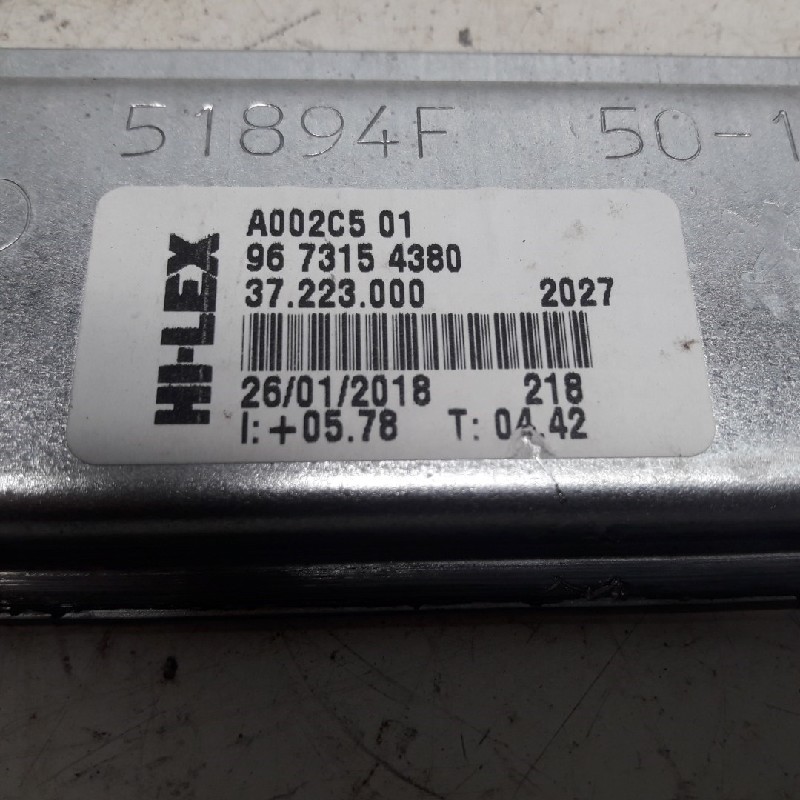 51894F 50-1
HI-LEX
A002C5 01
96 7315 4380
37.223.000 2027
26/01/2018 218
I: +05.78 T: 04.42